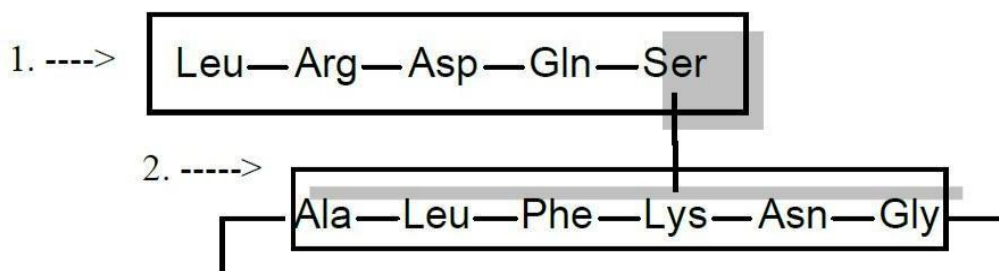 1. ----> Leu—Arg—Asp—Gln—Ser
2. -----> 
Ala—Leu—Phe—Lys—Asn—Gly